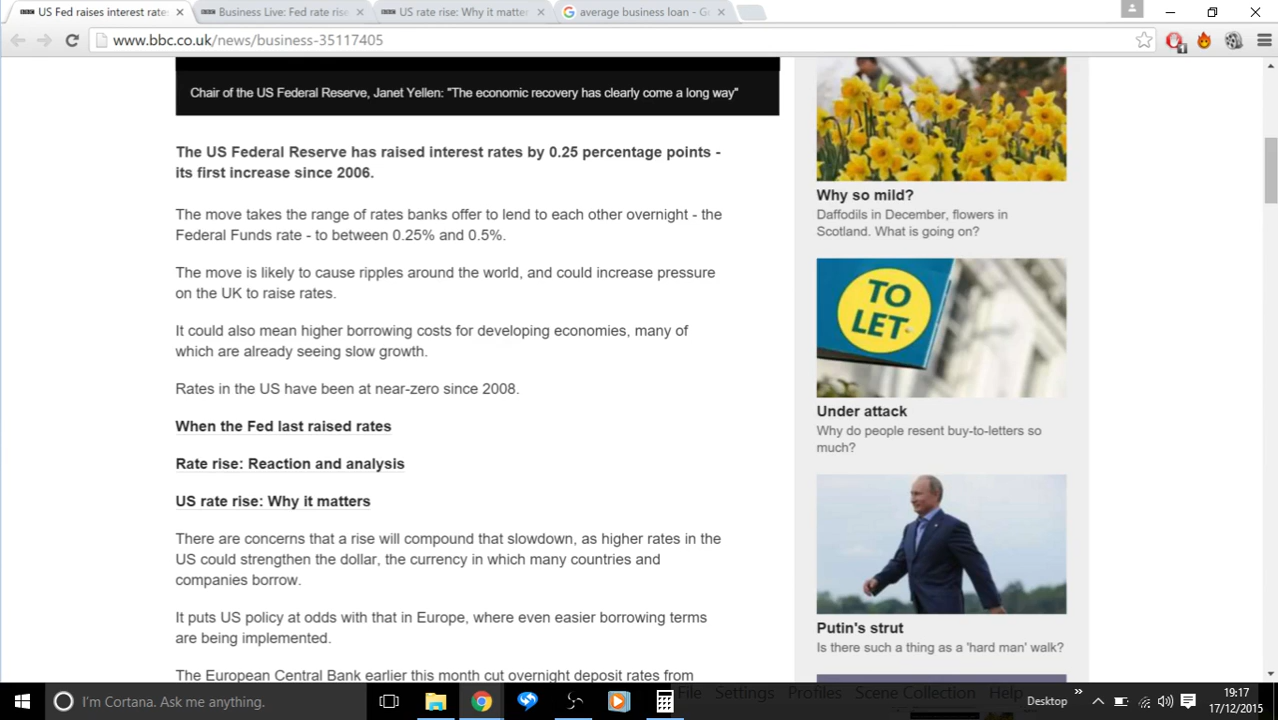 US Fed raises interest rates
Business Live: Fed rate rise
US rate rise: Why it matter
average business loan - G
www.bbc.co.uk/news/business-35117405
1
Chair of the US Federal Reserve, Janet Yellen: "The economic recovery has clearly come a long way"
The US Federal Reserve has raised interest rates by 0.25 percentage points -
its first increase since 2006.
The move takes the range of rates banks offer to lend to each other overnight - the
Federal Funds rate - to between 0.25% and 0.5%.
The move is likely to cause ripples around the world, and could increase pressure
on the UK to raise rates.
It could also mean higher borrowing costs for developing economies, many of
which are already seeing slow growth.
Rates in the US have been at near-zero since 2008.
When the Fed last raised rates
Rate rise: Reaction and analysis
US rate rise: Why it matters
There are concerns that a rise will compound that slowdown, as higher rates in the
US could strengthen the dollar, the currency in which many countries and
companies borrow.
It puts US policy at odds with that in Europe, where even easier borrowing terms
are being implemented.
The European Central Bank earlier this month cut overnight deposit rates from
Why so mild?
Daffodils in December, flowers in
Scotland. What is going on?
TO
LET
Under attack
Why do people resent buy-to-letters so
much?
Putin's strut
Is there such a thing as a 'hard man' walk?
I'm Cortana. Ask me anything.
File Settings Profiles Scene Collection Help
Desktop
19:17
17/12/2015